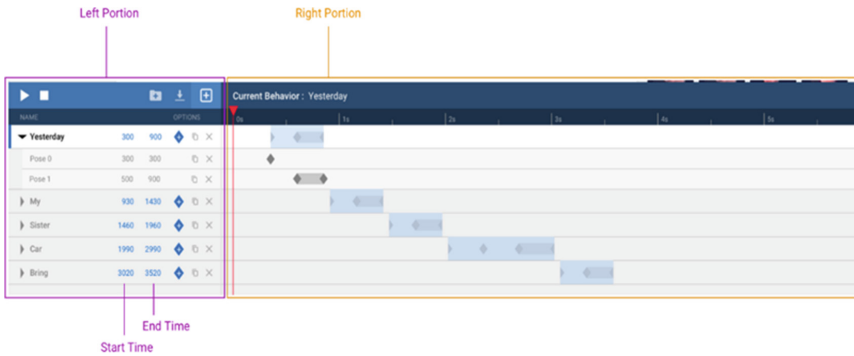 Left Portion
Right Portion
Current Behavior : Yesterday
NAME OPTIONS
0s 1s 2s 3s 4s 5s
Yesterday 300 900
Pose 0 300 300
Pose 1 500 900
My 930 1430
Sister 1460 1960
Car 1990 2990
Bring 3020 3520
End Time
Start Time